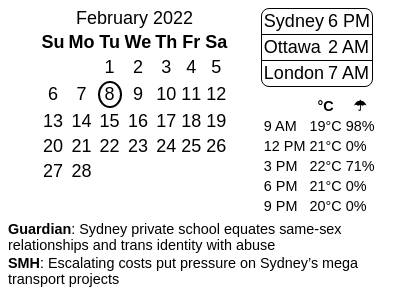 February 2022
Su Mo Tu We Th Fr Sa
1 2 3 4 5
6 7 8 9 10 11 12
13 14 15 16 17 18 19
20 21 22 23 24 25 26
27 28
Sydney 6 PM
Ottawa 2 AM
London 7 AM
°C ☂
9 AM 19°C 98%
12 PM 21°C 0%
3 PM 22°C 71%
6 PM 21°C 0%
9 PM 20°C 0%
Guardian: Sydney private school equates same-sex
relationships and trans identity with abuse
SMH: Escalating costs put pressure on Sydney’s mega
transport projects